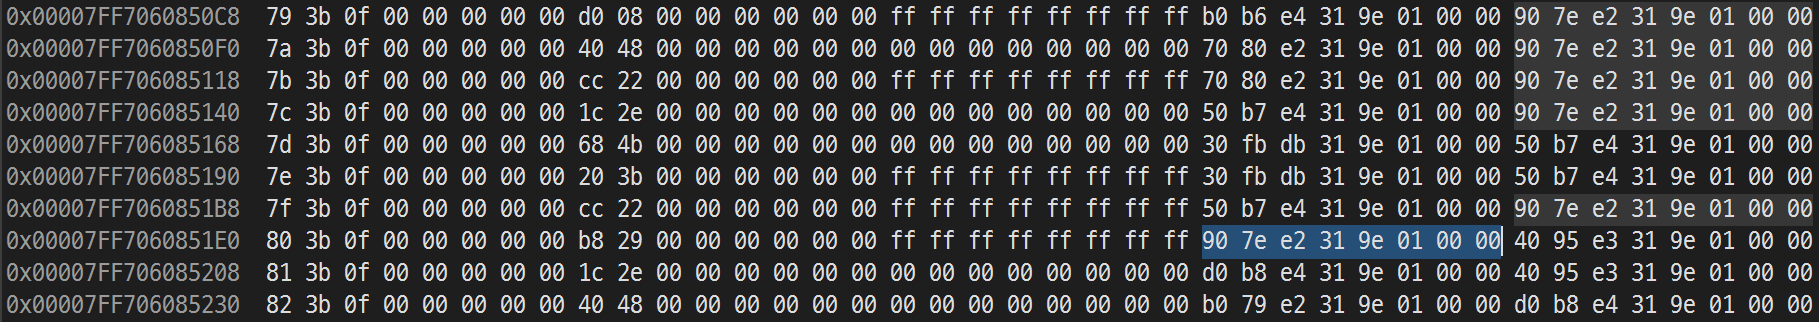 0x00007FF7060850C8 79 3b 0f 00 00 00 00 00 d0 08 00 00 00 00 00 00 ff ff ff ff ff ff ff ff b0 b6 e4 31 9e 01 00 00 90 7e e2 31 9e 01 00 00
0x00007FF7060850F0 7a 3b 0f 00 00 00 00 00 40 48 00 00 00 00 00 00 00 00 00 00 00 00 00 00 70 80 e2 31 9e 01 00 00 90 7e e2 31 9e 01 00 00
0x00007FF706085118 7b 3b 0f 00 00 00 00 00 cc 22 00 00 00 00 00 00 ff ff ff ff ff ff ff ff 70 80 e2 31 9e 01 00 00 90 7e e2 31 9e 01 00 00
0x00007FF706085140 7c 3b 0f 00 00 00 00 00 1c 2e 00 00 00 00 00 00 00 00 00 00 00 00 00 00 50 b7 e4 31 9e 01 00 00 90 7e e2 31 9e 01 00 00
0x00007FF706085168 7d 3b 0f 00 00 00 00 00 68 4b 00 00 00 00 00 00 00 00 00 00 00 00 00 00 30 fb db 31 9e 01 00 00 50 b7 e4 31 9e 01 00 00
0x00007FF706085190 7e 3b 0f 00 00 00 00 00 20 3b 00 00 00 00 00 00 ff ff ff ff ff ff ff ff 30 fb db 31 9e 01 00 00 50 b7 e4 31 9e 01 00 00
0x00007FF7060851B8 7f 3b 0f 00 00 00 00 00 cc 22 00 00 00 00 00 00 ff ff ff ff ff ff ff ff 50 b7 e4 31 9e 01 00 00 90 7e e2 31 9e 01 00 00
0x00007FF7060851E0 80 3b 0f 00 00 00 00 00 b8 29 00 00 00 00 00 00 ff ff ff ff ff ff ff ff 90 7e e2 31 9e 01 00 00 40 95 e3 31 9e 01 00 00
0x00007FF706085208 81 3b 0f 00 00 00 00 00 1c 2e 00 00 00 00 00 00 00 00 00 00 00 00 00 00 d0 b8 e4 31 9e 01 00 00 40 95 e3 31 9e 01 00 00
0x00007FF706085230 82 3b 0f 00 00 00 00 00 40 48 00 00 00 00 00 00 00 00 00 00 00 00 00 00 b0 79 e2 31 9e 01 00 00 d0 b8 e4 31 9e 01 00 00